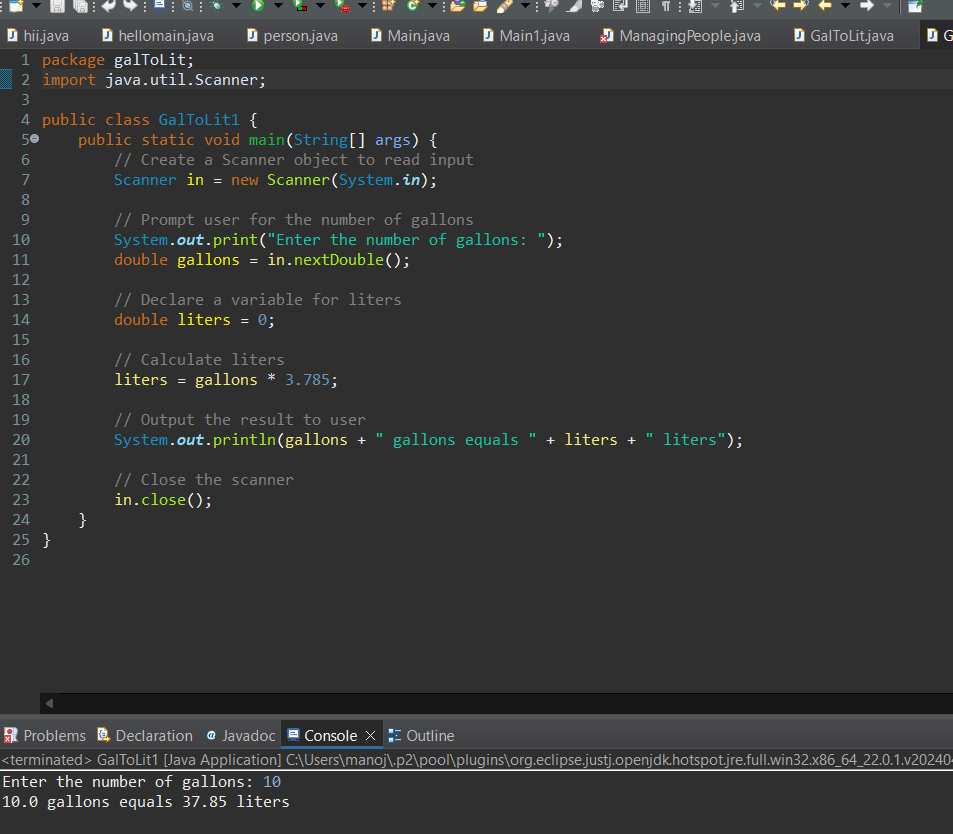 hii.java hellomain.java person.java Main.java Main1.java ManagingPeople.java GalToLit.java G
1 package galToLit;
2 import java.util.Scanner;
3
4 public class GalToLit1 {
5 public static void main(String[] args) {
6 // Create a Scanner object to read input
7 Scanner in = new Scanner(System.in);
8
9 // Prompt user for the number of gallons
10 System.out.print("Enter the number of gallons: ");
11 double gallons = in.nextDouble();
12
13 // Declare a variable for liters
14 double liters = 0;
15
16 // Calculate liters
17 liters = gallons * 3.785;
18
19 // Output the result to user
20 System.out.println(gallons + " gallons equals " + liters + " liters");
21
22 // Close the scanner
23 in.close();
24 }
25 }
26
Problems Declaration Javadoc Console Outline
<terminated> GalToLit1 [Java Application] C:\Users\manoj\.p2\pool\plugins\org.eclipse.justj.openjdk.hotspot.jre.full.win32.x86_64_22.0.1.v20240
Enter the number of gallons: 10
10.0 gallons equals 37.85 liters